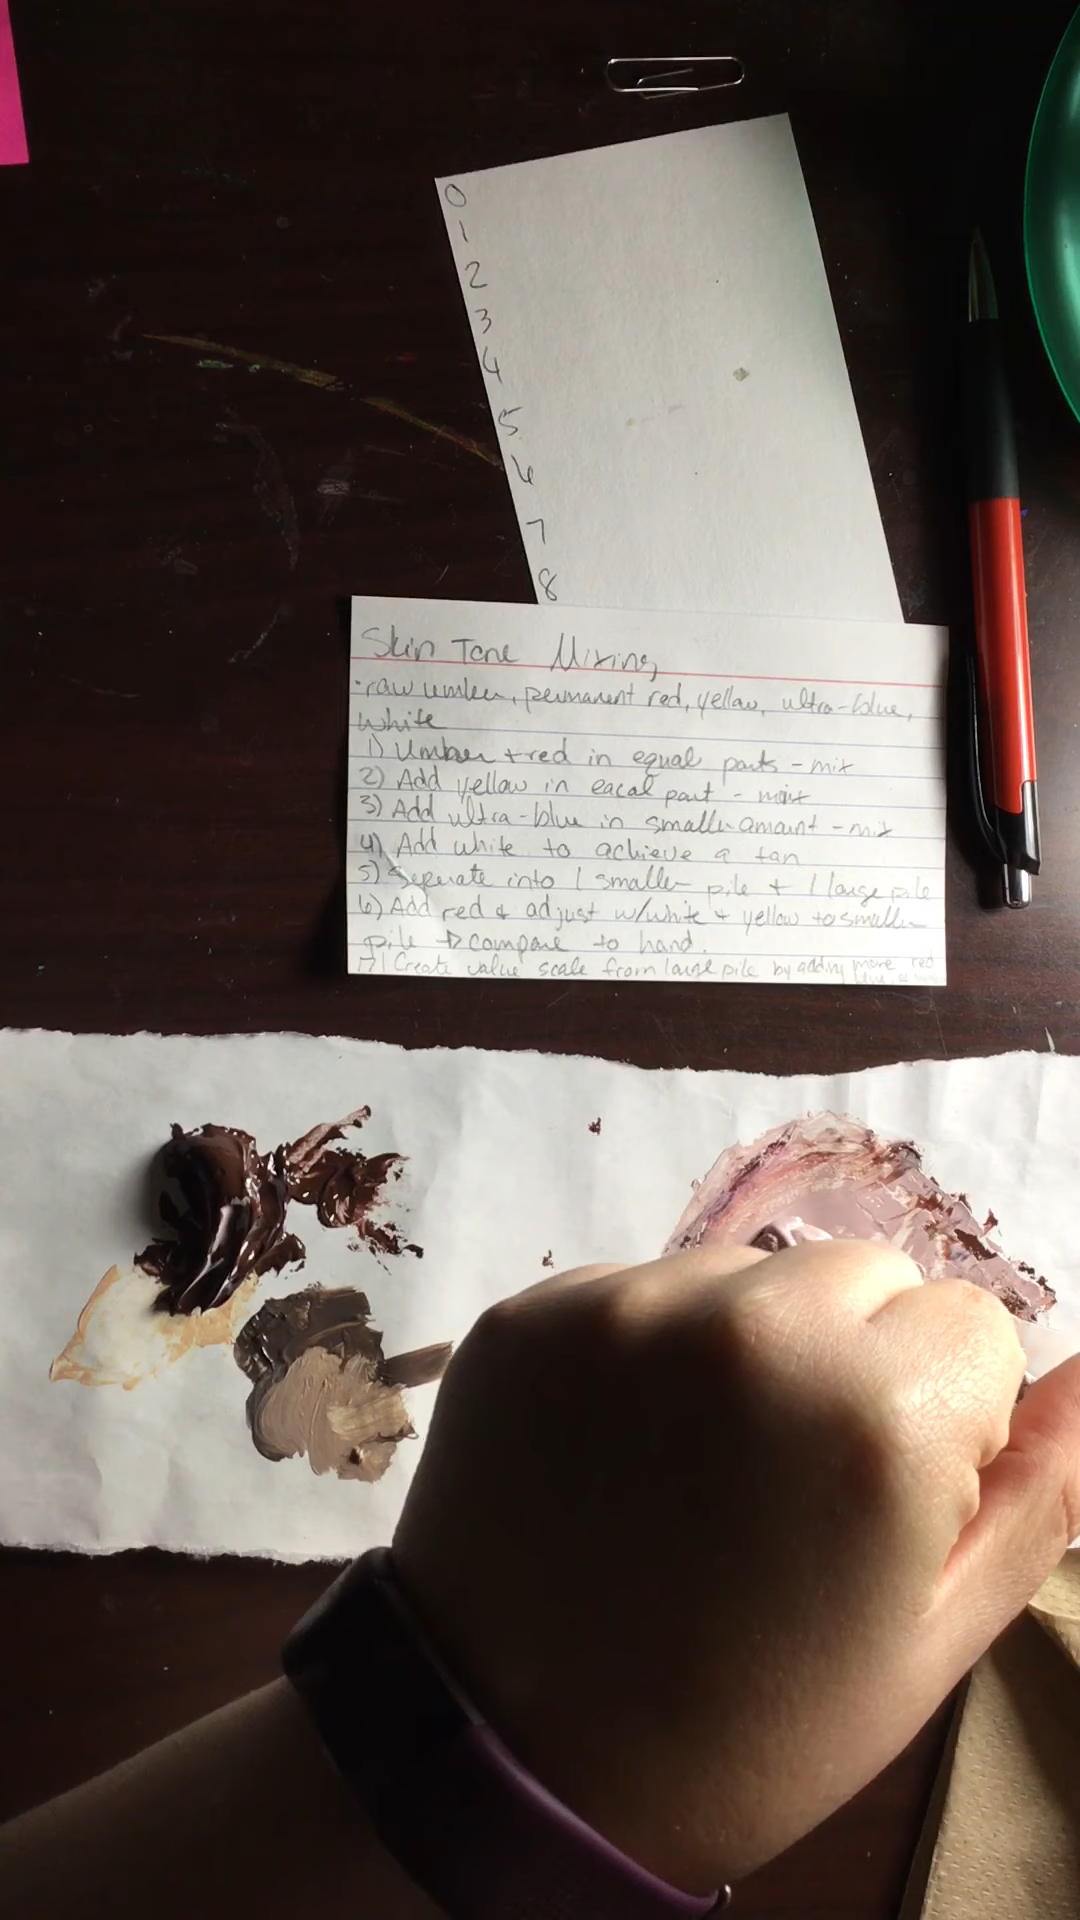 0
1
2
3
4
5
6
7
8
Skin Tone Mixing
• raw umber, permanent red, yellow, ultra-blue,
white
1) Umber + red in equal parts - mix
2) Add yellow in eacal part - mix
3) Add ultra-blue in smaller amount - mix
4) Add white to achieve a tan
5) Seperate into 1 smaller pile + 1 large pile
6) Add red & adjust w/white + yellow to smaller
pile → compare to hand.
7) Create value scale from large pile by adding more red